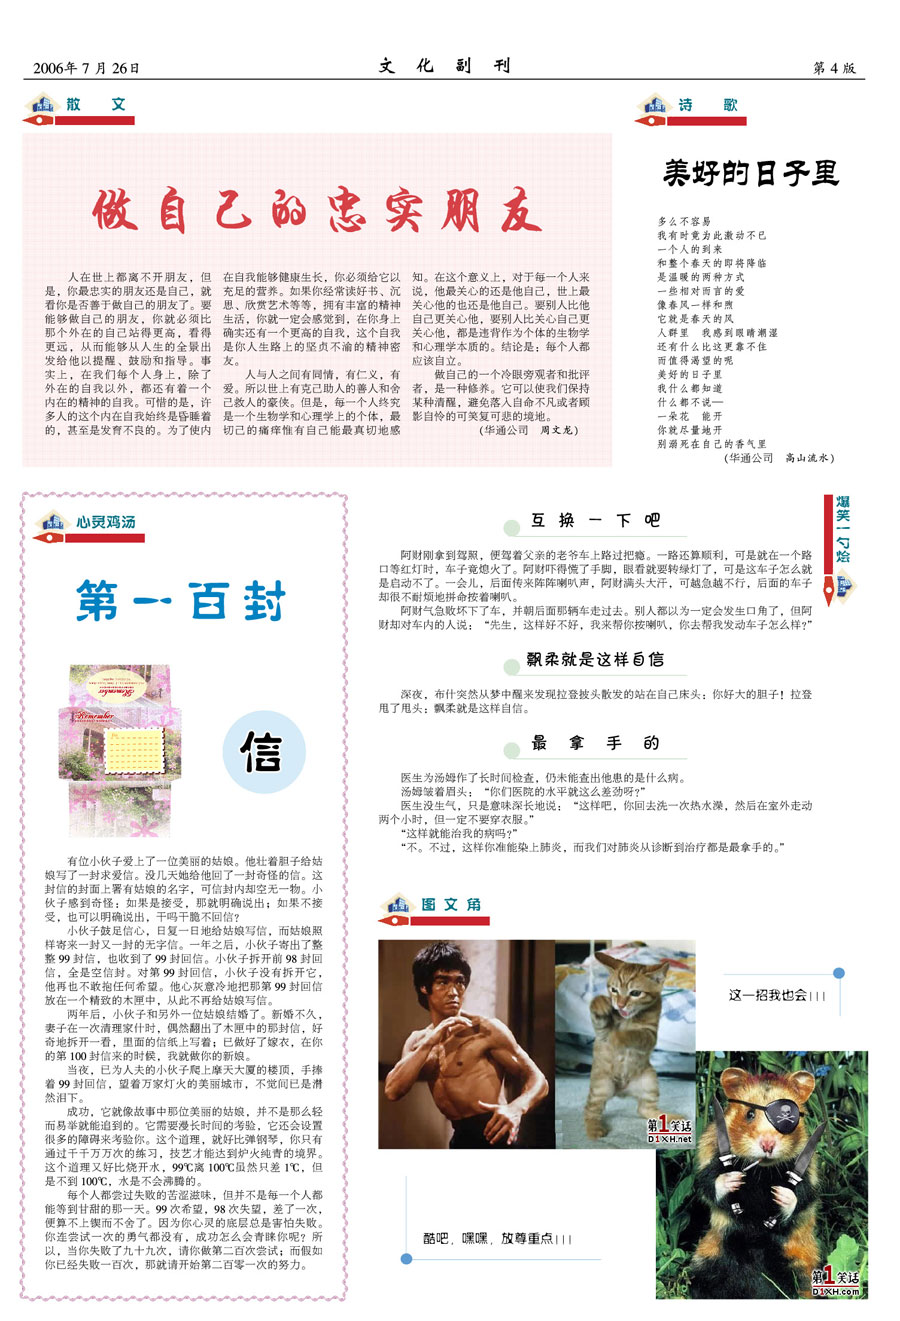 2006年 7 月 26日
文 化 副 刊
第 4 版
散 文
做自己的忠实朋友
人在世上都离不开朋友，但
是，你最忠实的朋友还是自己，就
看你是否善于做自己的朋友了。要
能够做自己的朋友，你就必须比
那个外在的自己站得更高，看得
更远，从而能够从人生的全景出
发给他以提醒、鼓励和指导。事
实上，在我们每个人身上，除了
外在的自我以外，都还有着一个
内在的精神的自我。可惜的是，许
多人的这个内在自我始终是昏睡着
的，甚至是发育不良的。为了使内
在自我能够健康生长，你必须给它以
充足的营养。如果你经常读好书、沉
思、欣赏艺术等等，拥有丰富的精神
生活，你就一定会感觉到，在你身上
确实还有一个更高的自我，这个自我
是你人生路上的坚贞不渝的精神密
友。
人与人之间有同情，有仁义，有
爱。所以世上有克己助人的善人和舍
己救人的豪侠。但是，每一个人终究
是一个生物学和心理学上的个体，最
切己的痛痒惟有自己能最真切地感
知。在这个意义上，对于每一个人来
说，他最关心的还是他自己，世上最
关心他的也还是他自己。要别人比他
自己更关心他，要别人比关心自己更
关心他，都是违背作为个体的生物学
和心理学本质的。结论是：每个人都
应该自立。
做自己的一个冷眼旁观者和批评
者，是一种修养。它可以使我们保持
某种清醒，避免落入自命不凡或者顾
影自怜的可笑复可悲的境地。
(华通公司 周文龙)
诗 歌
美好的日子里
多么不容易
我有时竟为此激动不已
一个人的到来
和整个春天的即将降临
是温暖的两种方式
一些相对而言的爱
像春风一样和煦
它就是春天的风
人群里 我感到眼睛潮湿
还有什么比这更靠不住
而值得渴望的呢
美好的日子里
我什么都知道
什么都不说—
一朵花 能开
你就尽量地开
别溺死在自己的香气里
(华通公司 高山流水)
心灵鸡汤
第一百封
信
Remember
Remember
有位小伙子爱上了一位美丽的姑娘。他壮着胆子给姑
娘写了一封求爱信。没几天她给他回了一封奇怪的信。这
封信的封面上署有姑娘的名字，可信封内却空无一物。小
伙子感到奇怪：如果是接受，那就明确说出；如果不接
受，也可以明确说出，干吗干脆不回信？
小伙子鼓足信心，日复一日地给姑娘写信，而姑娘照
样寄来一封又一封的无字信。一年之后，小伙子寄出了整
整 99 封信，也收到了 99 封回信。小伙子拆开前 98 封回
信，全是空信封。对第 99 封回信，小伙子没有拆开它，
他再也不敢抱任何希望。他心灰意冷地把那第 99 封回信
放在一个精致的木匣中，从此不再给姑娘写信。
两年后，小伙子和另外一位姑娘结婚了。新婚不久，
妻子在一次清理家什时，偶然翻出了木匣中的那封信，好
奇地拆开一看，里面的信纸上写着：已做好了嫁衣，在你
的第 100 封信来的时候，我就做你的新娘。
当夜，已为人夫的小伙子爬上摩天大厦的楼顶，手捧
着 99 封回信，望着万家灯火的美丽城市，不觉间已是潸
然泪下。
成功，它就像故事中那位美丽的姑娘，并不是那么轻
而易举就能追到的。它需要漫长时间的考验，它还会设置
很多的障碍来考验你。这个道理，就好比弹钢琴，你只有
通过千千万万次的练习，技艺才能达到炉火纯青的境界。
这个道理又好比烧开水，99℃离 100℃虽然只差 1℃，但
是不到 100℃，水是不会沸腾的。
每个人都尝过失败的苦涩滋味，但并不是每一个人都
能等到甘甜的那一天。99 次希望，98 次失望，差了一次，
便算不上锲而不舍了。因为你心灵的底层总是害怕失败。
你连尝试一次的勇气都没有，成功怎么会青睐你呢？所
以，当你失败了九十九次，请你做第二百次尝试；而假如
你已经失败一百次，那就请开始第二百零一次的努力。
爆笑一勺烩
互 换 一 下 吧
阿财刚拿到驾照，便驾着父亲的老爷车上路过把瘾。一路还算顺利，可是就在一个路
口等红灯时，车子竟熄火了。阿财吓得慌了手脚，眼看就要转绿灯了，可是这车子怎么就
是启动不了。一会儿，后面传来阵阵喇叭声，阿财满头大汗，可越急越不行，后面的车子
却很不耐烦地拼命按着喇叭。
阿财气急败坏下了车，并朝后面那辆车走过去。别人都以为一定会发生口角了，但阿
财却对车内的人说：“先生，这样好不好，我来帮你按喇叭，你去帮我发动车子怎么样？”
飘柔就是这样自信
深夜，布什突然从梦中醒来发现拉登披头散发的站在自己床头：你好大的胆子！拉登
甩了甩头：飘柔就是这样自信。
最 拿 手 的
医生为汤姆作了长时间检查，仍未能查出他患的是什么病。
汤姆皱着眉头：“你们医院的水平就这么差劲呀？”
医生没生气，只是意味深长地说：“这样吧，你回去洗一次热水澡，然后在室外走动
两个小时，但一定不要穿衣服。”
“这样就能治我的病吗？”
“不。不过，这样你准能染上肺炎，而我们对肺炎从诊断到治疗都是最拿手的。”
图 文 角
这一招我也会!!!
第1笑话
D1XH.net
酷吧，嘿嘿，放尊重点!!!
第1笑话
D1XH.com